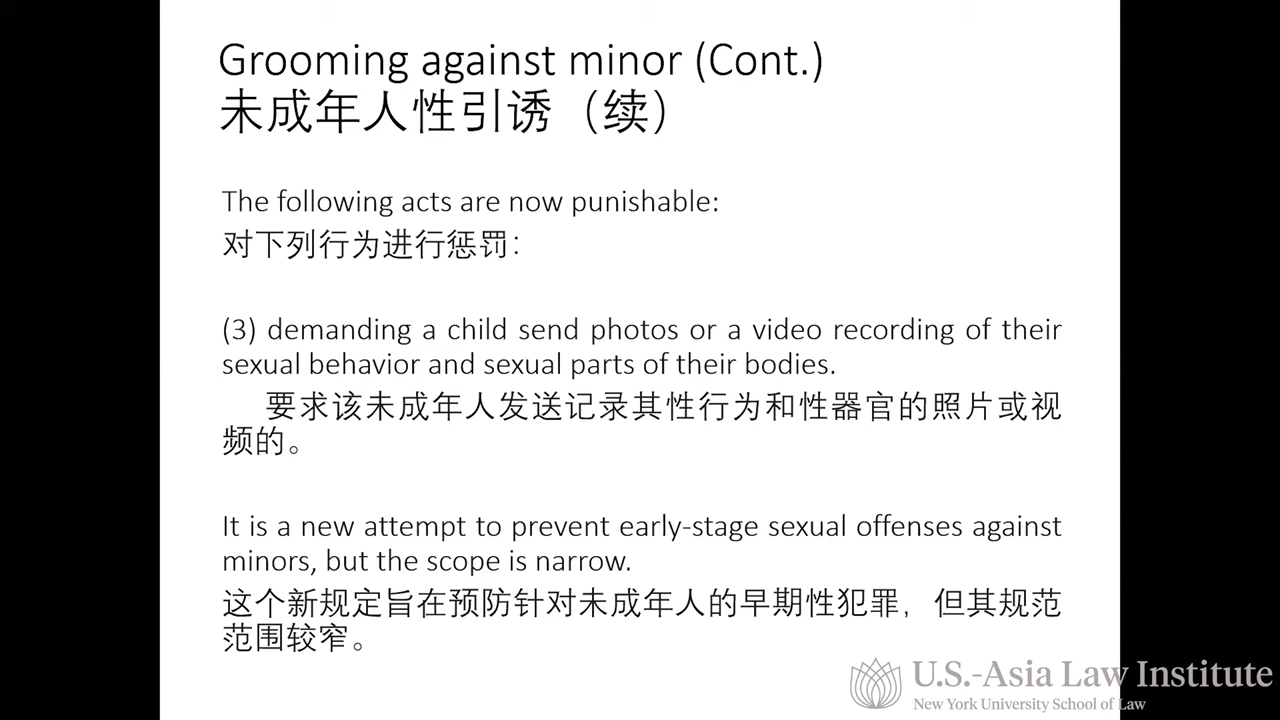 Grooming against minor (Cont.)
未成年人性引诱（续）
The following acts are now punishable:
对下列行为进行惩罚：
(3) demanding a child send photos or a video recording of their
sexual behavior and sexual parts of their bodies.
要求该未成年人发送记录其性行为和性器官的照片或视
频的。
It is a new attempt to prevent early-stage sexual offenses against
minors, but the scope is narrow.
这个新规定旨在预防针对未成年人的早期性犯罪，但其规范
范围较窄。
U.S.-Asia Law Institute
New York University School of Law